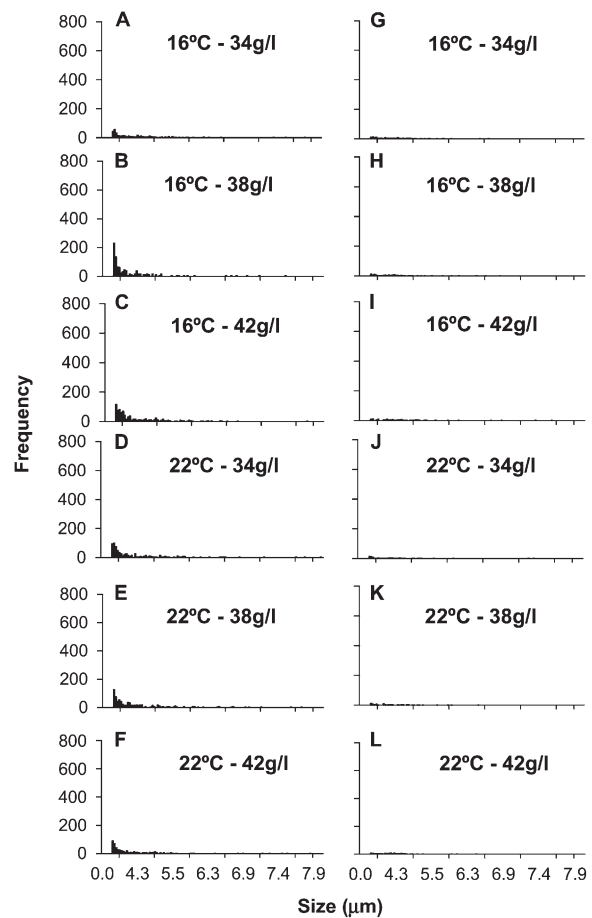 A
16ºC - 34g/l
800
600
400
200
0
G
16ºC - 34g/l
B
16ºC - 38g/l
800
600
400
200
0
H
16ºC - 38g/l
C
16ºC - 42g/l
800
600
400
200
0
I
16ºC - 42g/l
Frequency
D
22ºC - 34g/l
800
600
400
200
0
J
22ºC - 34g/l
E
22ºC - 38g/l
800
600
400
200
0
K
22ºC - 38g/l
F
22ºC - 42g/l
800
600
400
200
0
L
22ºC - 42g/l
0.0 4.3 5.5 6.3 6.9 7.4 7.9
0.0 4.3 5.5 6.3 6.9 7.4 7.9
Size (µm)